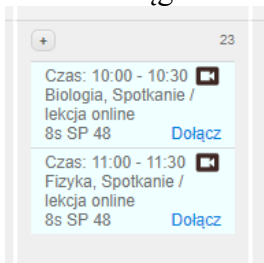 + 23
Czas: 10:00 - 10:30
Biologia, Spotkanie /
lekcja online
8s SP 48 Dołącz
Czas: 11:00 - 11:30
Fizyka, Spotkanie /
lekcja online
8s SP 48 Dołącz